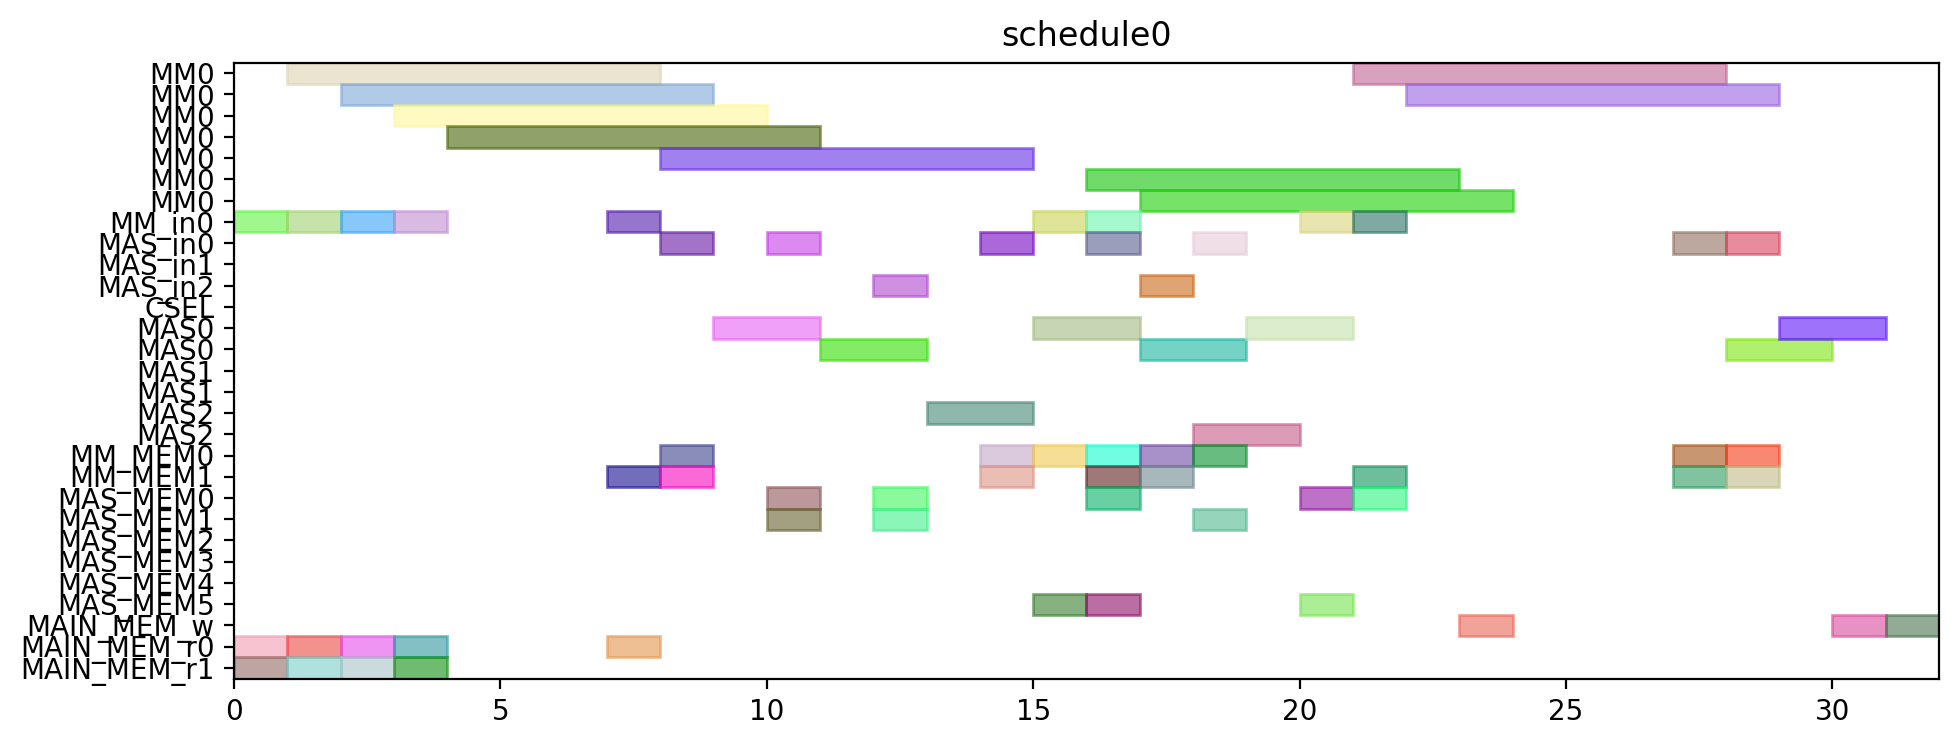 schedule0
MM0
MM0
MM0
MM0
MM0
MM0
MM0
MM_in0
MAS_in0
MAS_in1
MAS_in2
CSEL
MAS0
MAS0
MAS1
MAS1
MAS2
MAS2
MM_MEM0
MM_MEM1
MAS_MEM0
MAS_MEM1
MAS_MEM2
MAS_MEM3
MAS_MEM4
MAS_MEM5
MAIN_MEM_w
MAIN_MEM_r0
MAIN_MEM_r1
0 5 10 15 20 25 30